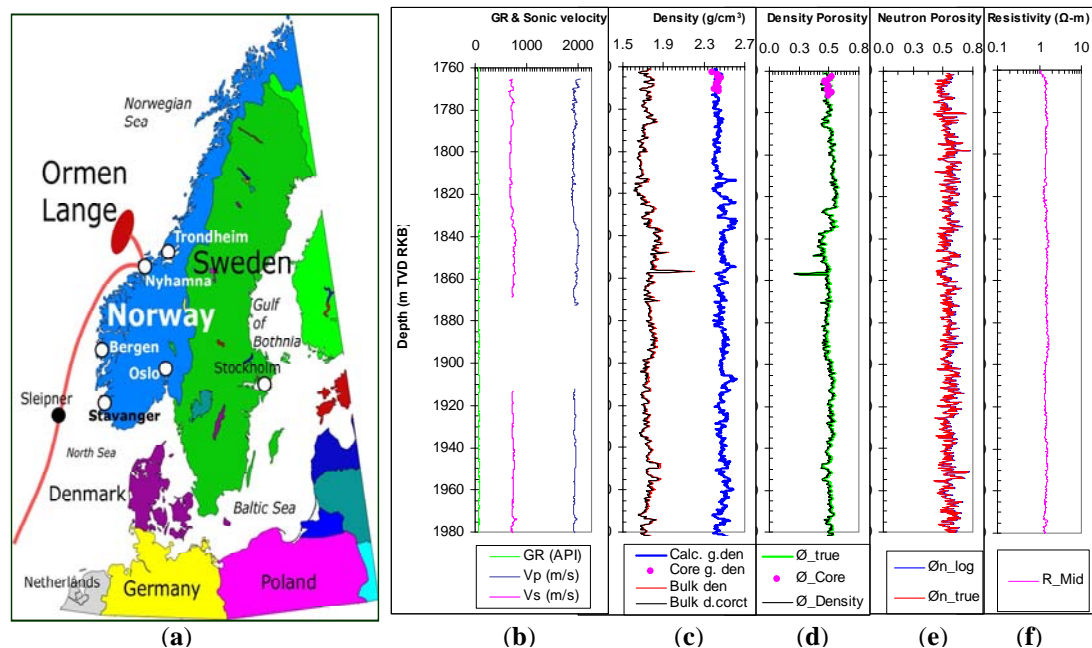 Norwegian
Sea
Ormen
Lange
Trondheim
Sweden
Nyhamna
Norway
Gulf
of
Bothnia
Bergen
Oslo
Stockholm
Sleipner
Stavanger
North Sea
Denmark
Baltic Sea
Netherlands
Germany
Poland
(a)
GR & Sonic velocity
0
1000
2000
Depth (m TVD RKB)
1760
1780
1800
1820
1840
1860
1880
1900
1920
1940
1960
1980
GR (API)
Vp (m/s)
Vs (m/s)
(b)
Density (g/cm³)
1.5 1.9 2.3 2.7
Calc. g.den
Core g. den
Bulk den
Bulk d.corct
(c)
Density Porosity
0.0 0.3 0.5 0.8
Ø_true
Ø_Core
Ø_Density
(d)
Neutron Porosity
0.0 0.3 0.5 0.8
Øn_log
Øn_true
(e)
Resistivity (Ω-m)
0.1 1 10
R_Mid
(f)